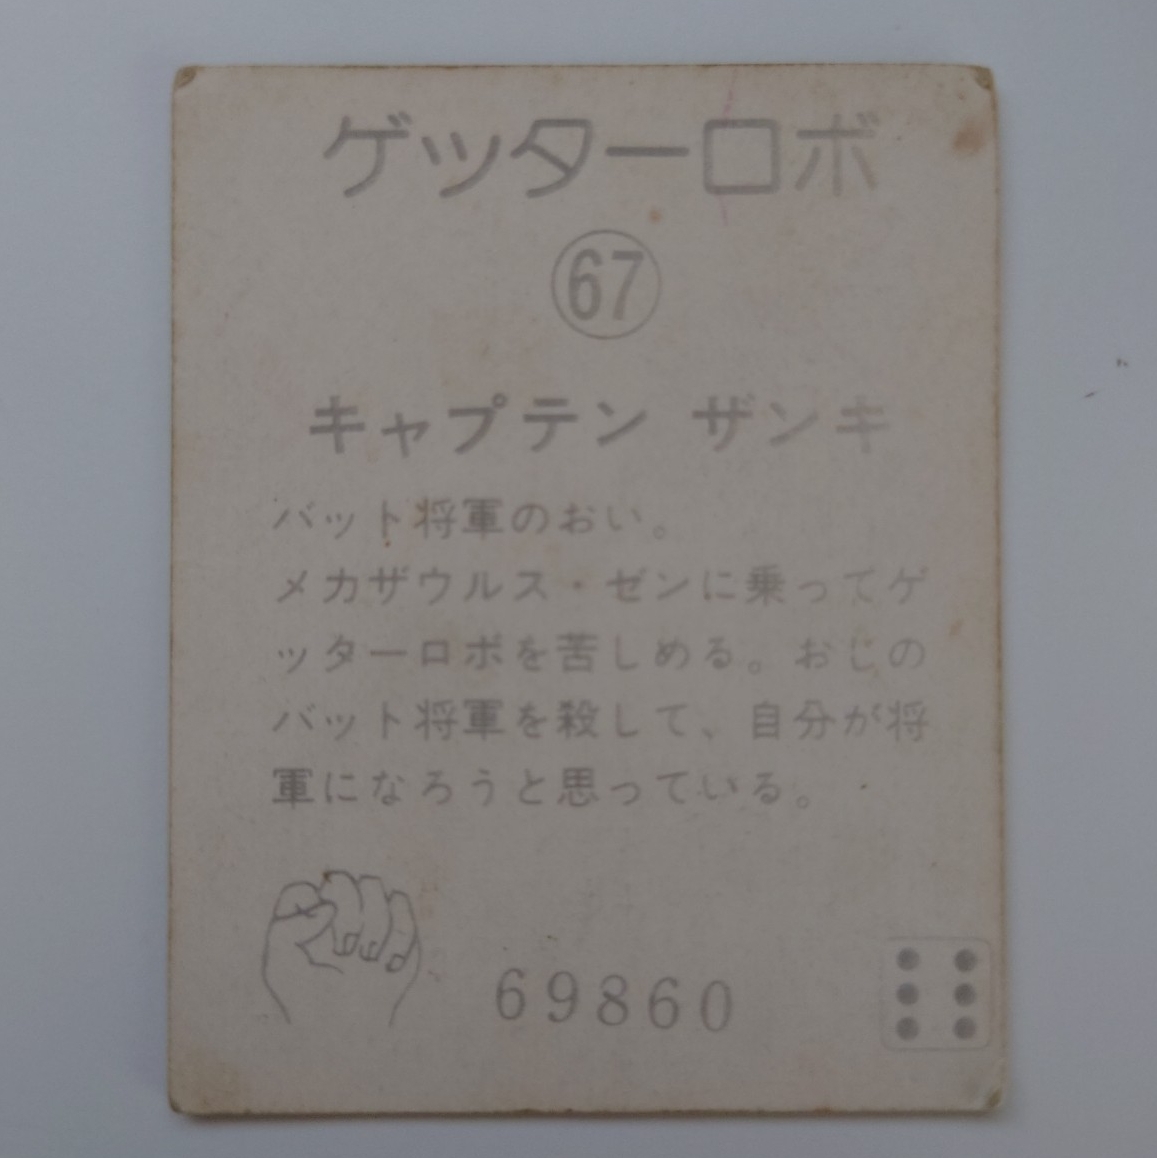 ゲッターロボ
67
キャプテン ザンキ
バット将軍のおい。
メカザウルス・ゼンに乗ってゲ
ッターロボを苦しめる。おじの
バット将軍を殺して、自分が将
軍になろうと思っている。
69860